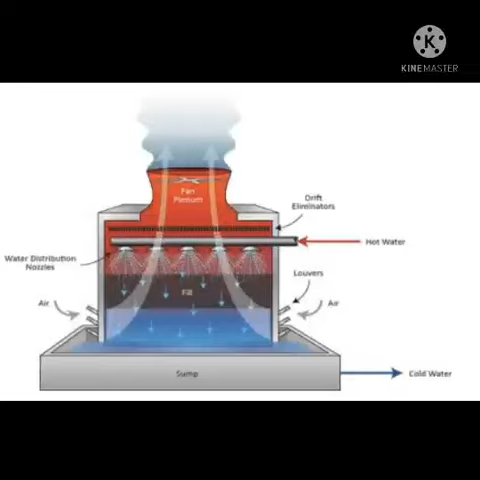 K
KINEMASTER
Fan
Plenum
Drift
Eliminators
Hot Water
Water Distribution
Nozzles
Louvers
Fill
Air
Air
Sump
Cold Water